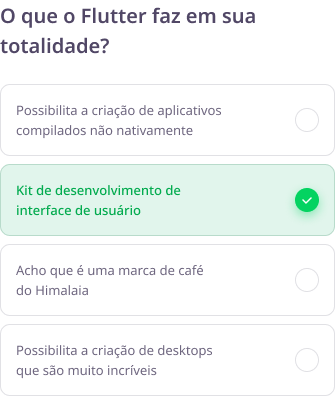 O que o Flutter faz em sua
totalidade?
Possibilita a criação de aplicativos
compilados não nativamente
Kit de desenvolvimento de
interface de usuário
Acho que é uma marca de café
do Himalaia
Possibilita a criação de desktops
que são muito incríveis